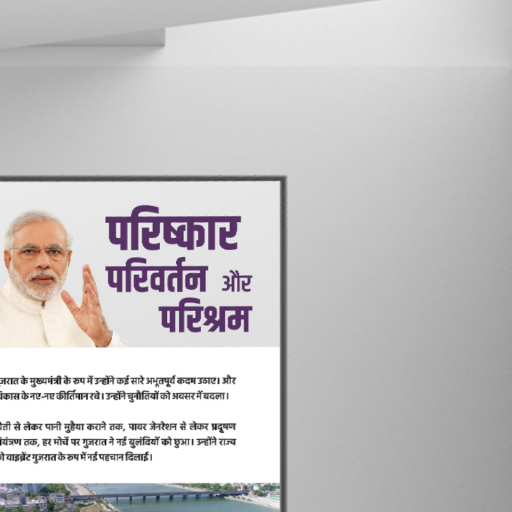 परिष्कार
परिवर्तन और
परिश्रम
के मुख्यमंत्री के रूप में उन्होंने कई सारे अभूतपूर्व कदम उठाए। और
के नए-नए कीर्तिमान रचे। उन्होंने चुनौतियों को अवसर में बदला।
से लेकर पानी मुहैया कराने तक, पावर जेनरेशन से लेकर प्रदूषण
तक, हर मोर्चे पर गुजरात ने नई बुलंदियों को छुआ। उन्होंने राज्य
वाइब्रेंट गुजरात के रूप में नई पहचान दिलाई।